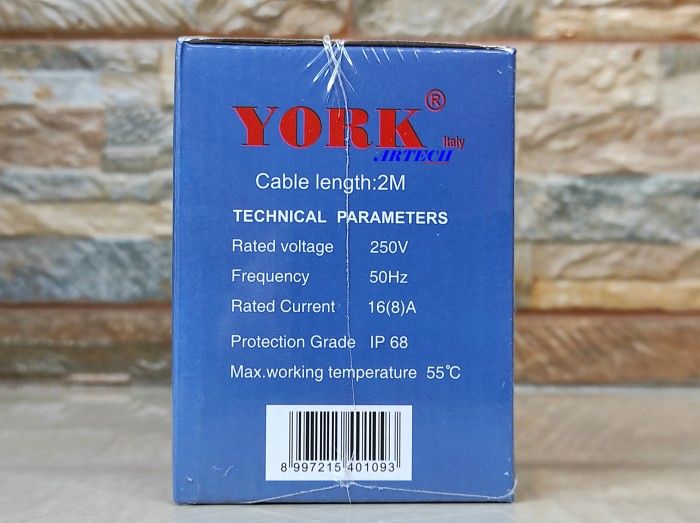 YORK®
Italy
ARTECH
Cable length:2M
TECHNICAL PARAMETERS
Rated voltage 250V
Frequency 50Hz
Rated Current 16(8)A
Protection Grade IP 68
Max.working temperature 55℃
8 997215 401093